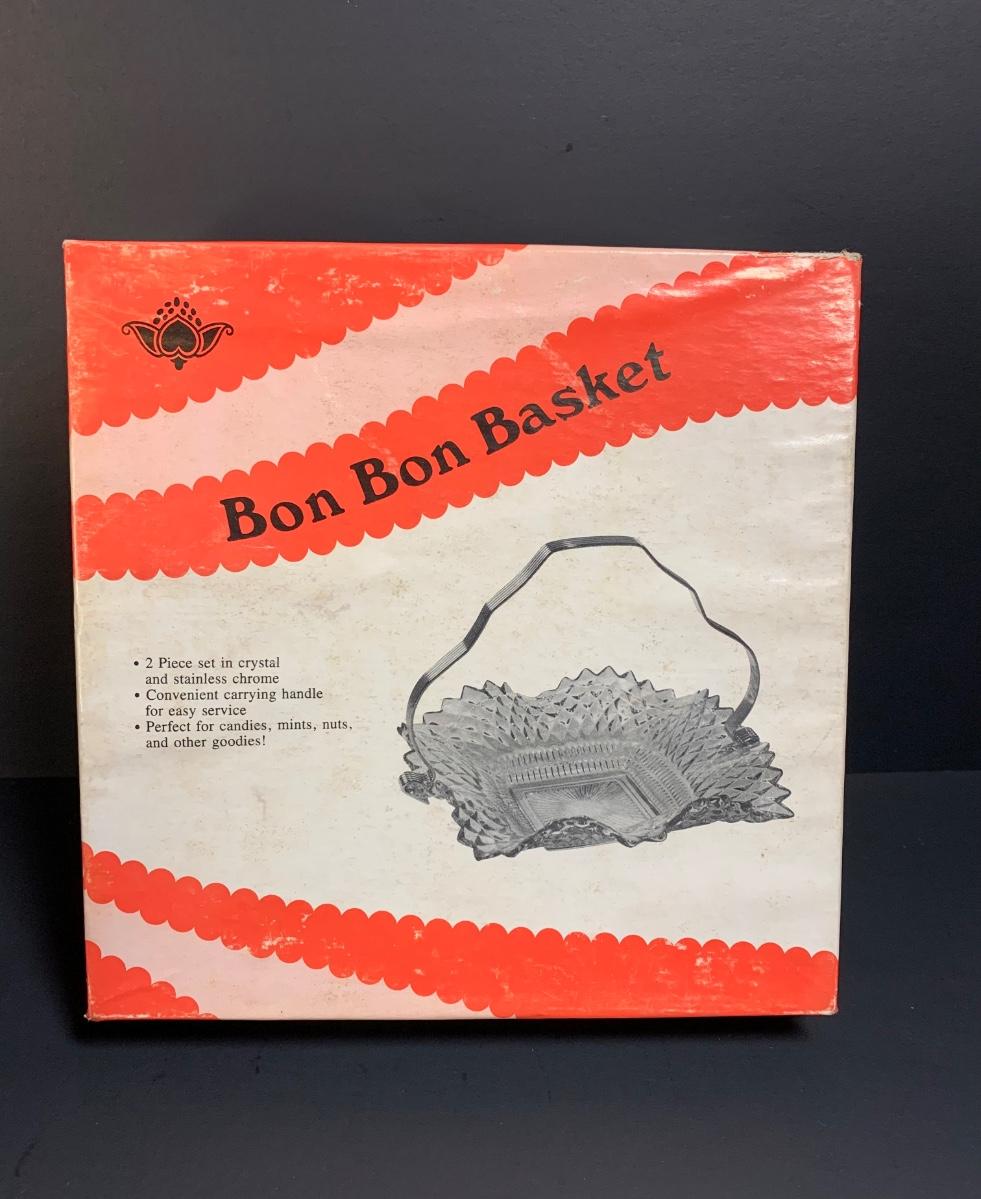 Bon Bon Basket
• 2 Piece set in crystal
and stainless chrome
• Convenient carrying handle
for easy service
• Perfect for candies, mints, nuts,
and other goodies!